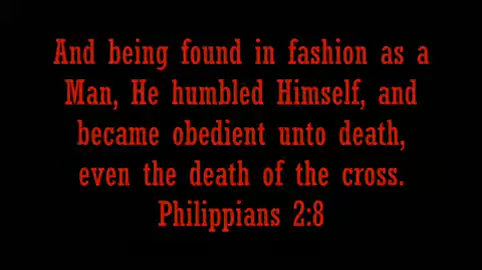 And being found in fashion as a
Man, He humbled Himself, and
became obedient unto death,
even the death of the cross.
Philippians 2:8